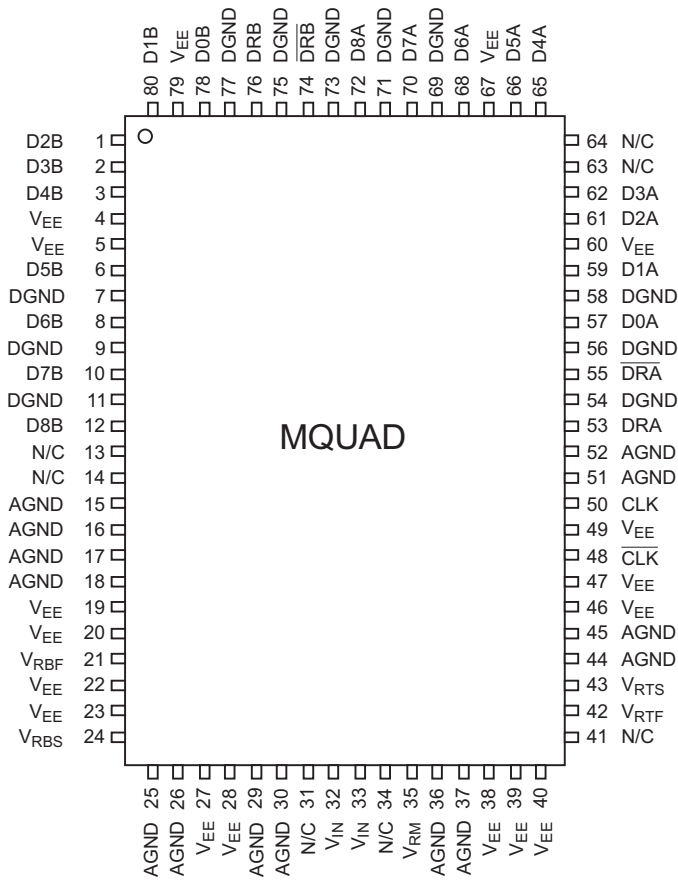 80 D1B
79 VEE
78 D0B
77 DGND
76 DRB
75 DGND
74 D̅R̅B̅
73 DGND
72 D8A
71 DGND
70 D7A
69 DGND
68 D6A
67 VEE
66 D5A
65 D4A
D2B 1
D3B 2
D4B 3
VEE 4
VEE 5
D5B 6
DGND 7
D6B 8
DGND 9
D7B 10
DGND 11
D8B 12
N/C 13
N/C 14
AGND 15
AGND 16
AGND 17
AGND 18
VEE 19
VEE 20
VRBF 21
VEE 22
VEE 23
VRBS 24
MQUAD
64 N/C
63 N/C
62 D3A
61 D2A
60 VEE
59 D1A
58 DGND
57 D0A
56 DGND
55 D̅R̅A̅
54 DGND
53 DRA
52 AGND
51 AGND
50 CLK
49 VEE
48 C̅L̅K̅
47 VEE
46 VEE
45 AGND
44 AGND
43 VRTS
42 VRTF
41 N/C
AGND 25
AGND 26
VEE 27
VEE 28
AGND 29
AGND 30
N/C 31
VIN 32
VIN 33
N/C 34
VRM 35
AGND 36
AGND 37
VEE 38
VEE 39
VEE 40